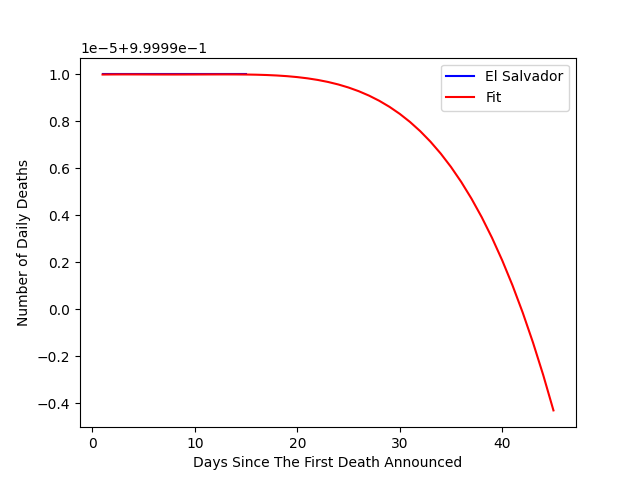 1e−5+9.9999e−1
El Salvador
Fit
1.0
0.8
0.6
0.4
0.2
0.0
−0.2
−0.4
Number of Daily Deaths
0 10 20 30 40
Days Since The First Death Announced